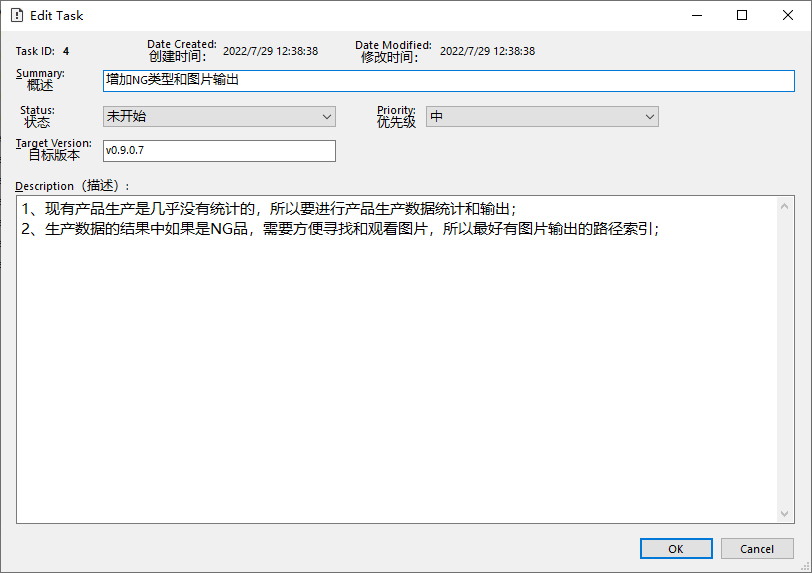 Edit Task
Task ID: 4
Date Created: 2022/7/29 12:38:38
创建时间：
Date Modified: 2022/7/29 12:38:38
修改时间：
Summary: 增加NG类型和图片输出
概述
Status: 未开始
状态
Priority: 中
优先级
Target Version: v0.9.0.7
目标版本
Description（描述）:
1、现有产品生产是几乎没有统计的，所以要进行产品生产数据统计和输出；
2、生产数据的结果中如果是NG品，需要方便寻找和观看图片，所以最好有图片输出的路径索引；
OK
Cancel